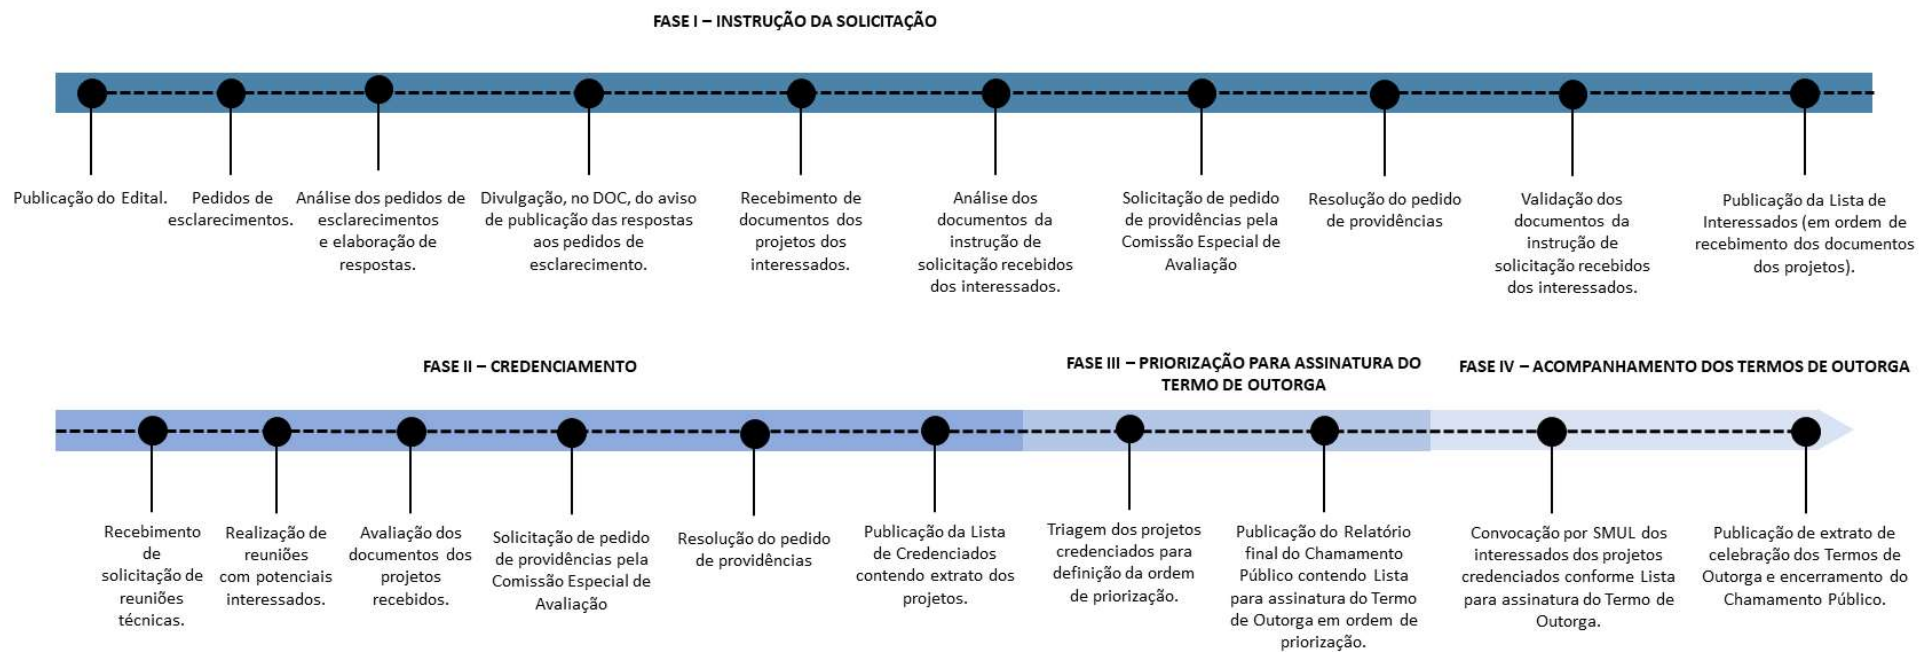 FASE I – INSTRUÇÃO DA SOLICITAÇÃO
Publicação do Edital.
Pedidos de
esclarecimentos.
Análise dos pedidos de
esclarecimentos
e elaboração de
respostas.
Divulgação, no DOC, do aviso
de publicação das respostas
aos pedidos de
esclarecimento.
Recebimento de
documentos dos
projetos dos
interessados.
Análise dos
documentos da
instrução de
solicitação recebidos
dos interessados.
Solicitação de pedido
de providências pela
Comissão Especial de
Avaliação
Resolução do pedido
de providências
Validação dos
documentos da
instrução de
solicitação recebidos
dos interessados.
Publicação da Lista de
Interessados (em ordem de
recebimento dos documentos
dos projetos).
FASE II – CREDENCIAMENTO
FASE III – PRIORIZAÇÃO PARA ASSINATURA DO
TERMO DE OUTORGA
FASE IV – ACOMPANHAMENTO DOS TERMOS DE OUTORGA
Recebimento
de
solicitação de
reuniões
técnicas.
Realização de
reuniões
com potenciais
interessados.
Avaliação dos
documentos dos
projetos
recebidos.
Solicitação de pedido
de providências pela
Comissão Especial de
Avaliação
Resolução do pedido
de providências
Publicação da Lista
de Credenciados
contendo extrato dos
projetos.
Triagem dos projetos
credenciados para
definição da ordem
de priorização.
Publicação do Relatório
final do Chamamento
Público contendo Lista
para assinatura do Termo
de Outorga em ordem de
priorização.
Convocação por SMUL dos
interessados dos projetos
credenciados conforme Lista
para assinatura do Termo de
Outorga.
Publicação de extrato de
celebração dos Termos de
Outorga e encerramento do
Chamamento Público.